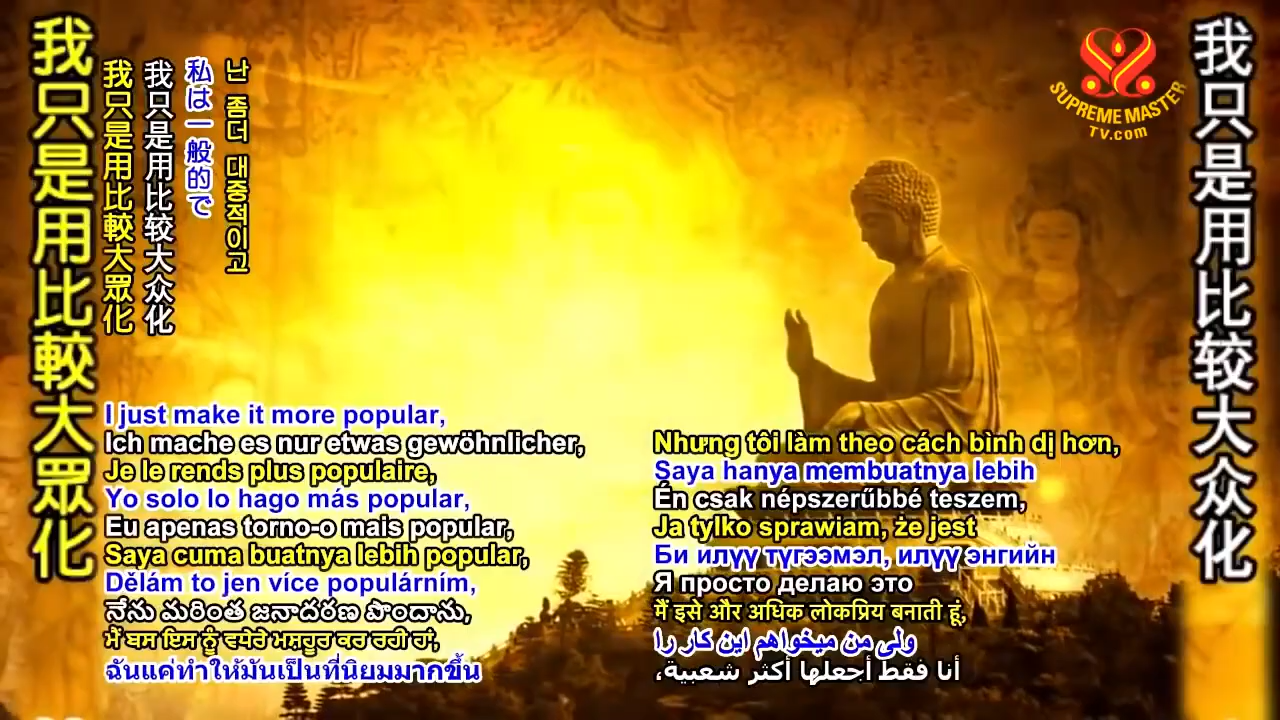 我只是用比較大眾化
我只是用比較大眾化
我只是用比较大众化
私は一般的で
난 좀더 대중적이고
SUPREME MASTER
TV.com
我只是用比较大众化
I just make it more popular,
Ich mache es nur etwas gewöhnlicher,
Je le rends plus populaire,
Yo solo lo hago más popular,
Eu apenas torno-o mais popular,
Saya cuma buatnya lebih popular,
Dělám to jen více populárním,
నేను మరింత జనాదరణ పొందాను,
ਮੈਂ ਬਸ ਇਸ ਨੂੰ ਵਧੇਰੇ ਮਸ਼ਹੂਰ ਕਰ ਰਹੀ ਹਾਂ,
ฉันแค่ทำให้มันเป็นที่นิยมมากขึ้น
Nhưng tôi làm theo cách bình dị hơn,
Saya hanya membuatnya lebih
Én csak népszerűbbé teszem,
Ja tylko sprawiam, że jest
Би илүү түгээмэл, илүү энгийн
Я просто делаю это
मैं इसे और अधिक लोकप्रिय बनाती हूं,
ولی من میخواهم این کار را
أنا فقط أجعلها أكثر شعبية،